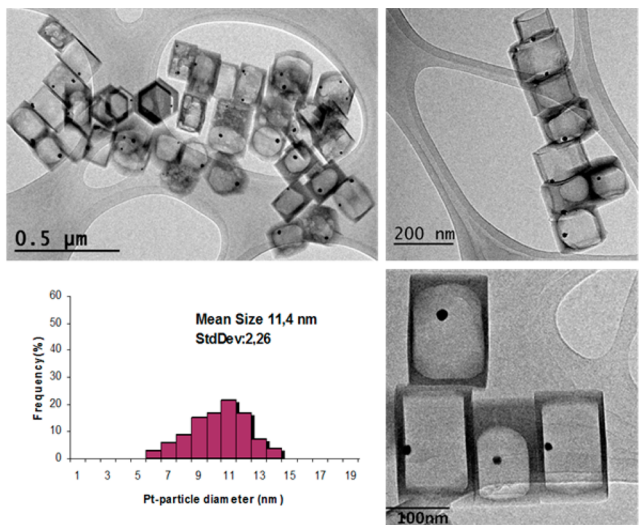 0.5 µm
200 nm
60
50
40
30
20
10
0
Frequency(%)
Mean Size 11,4 nm
StdDev:2,26
1 3 5 7 9 11 13 15 17 19
Pt-particle diameter (nm )
100nm